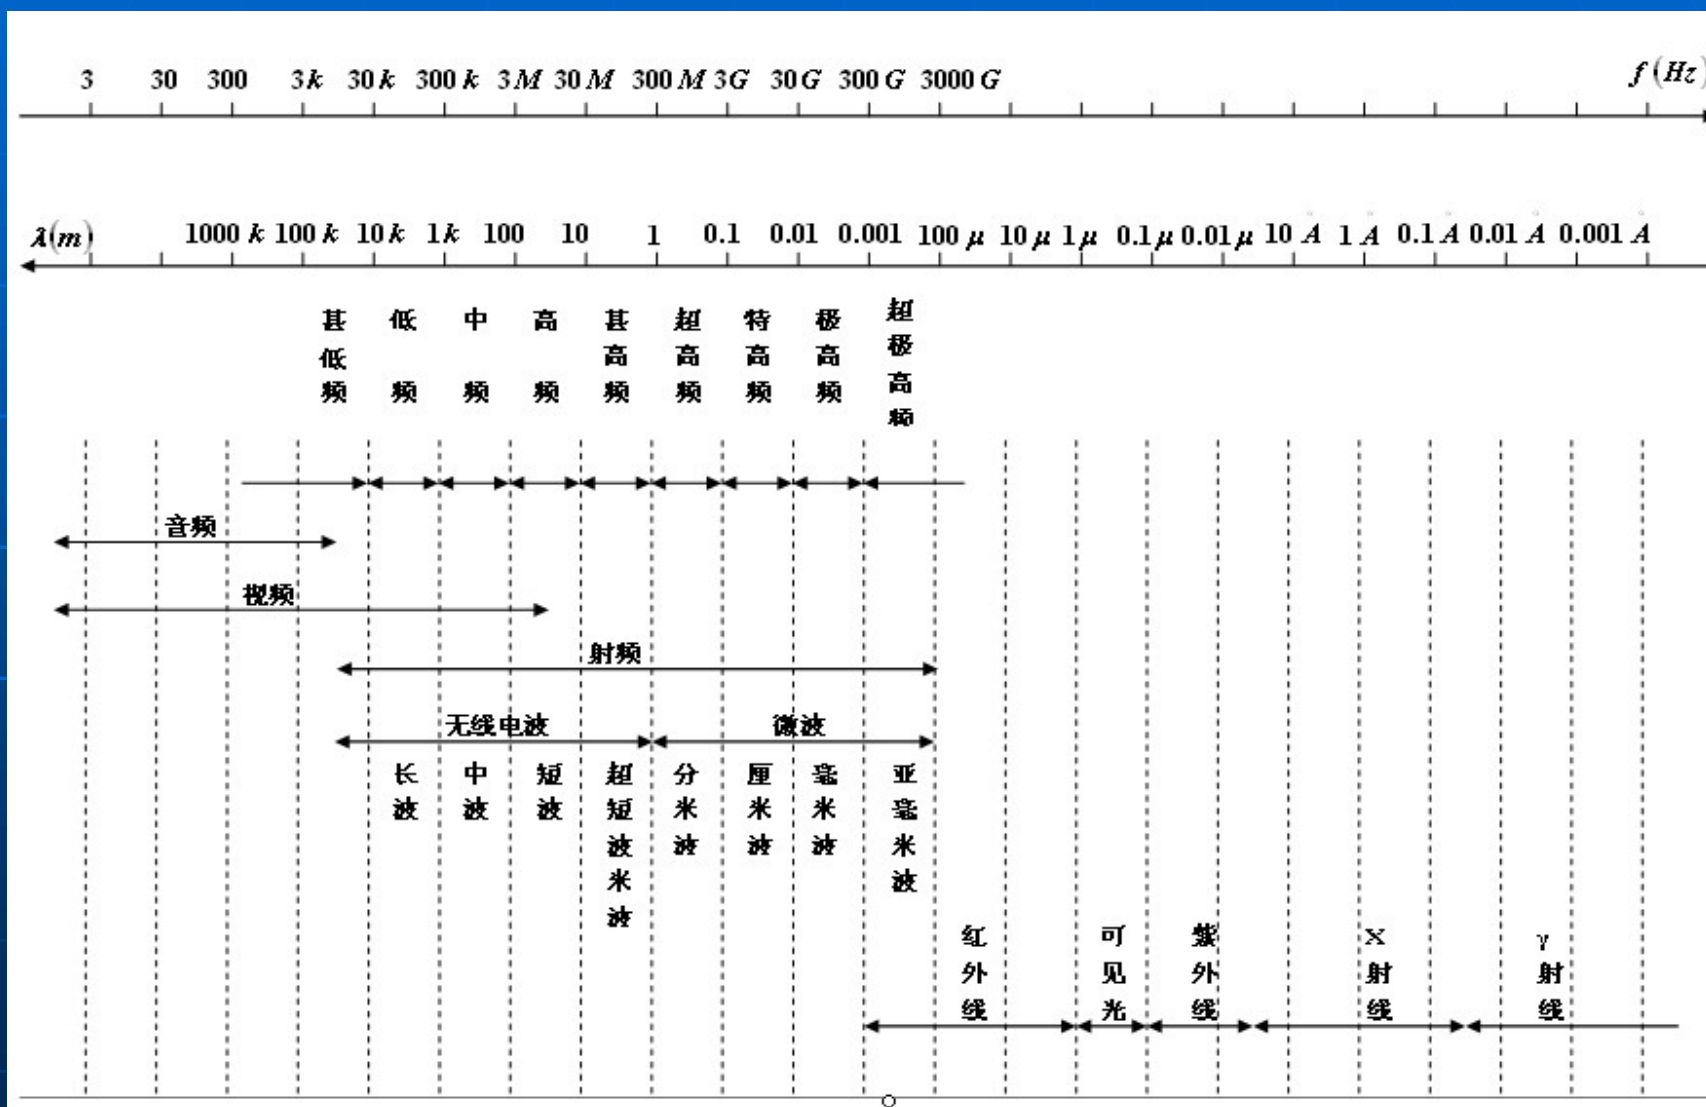 3 30 300 3k 30k 300k 3M 30M 300M 3G 30G 300G 3000G f(Hz)
λ(m) 1000k 100k 10k 1k 100 10 1 0.1 0.01 0.001 100μ 10μ 1μ 0.1μ 0.01μ 10Å 1Å 0.1Å 0.01Å 0.001Å
甚低频 低频 中频 高频 甚高频 超高频 特高频 极高频 超极高频
音频
视频
射频
无线电波 微波
长波 中波 短波 超短波米波 分米波 厘米波 毫米波 亚毫米波
红外线 可见光 紫外线 X射线 γ射线